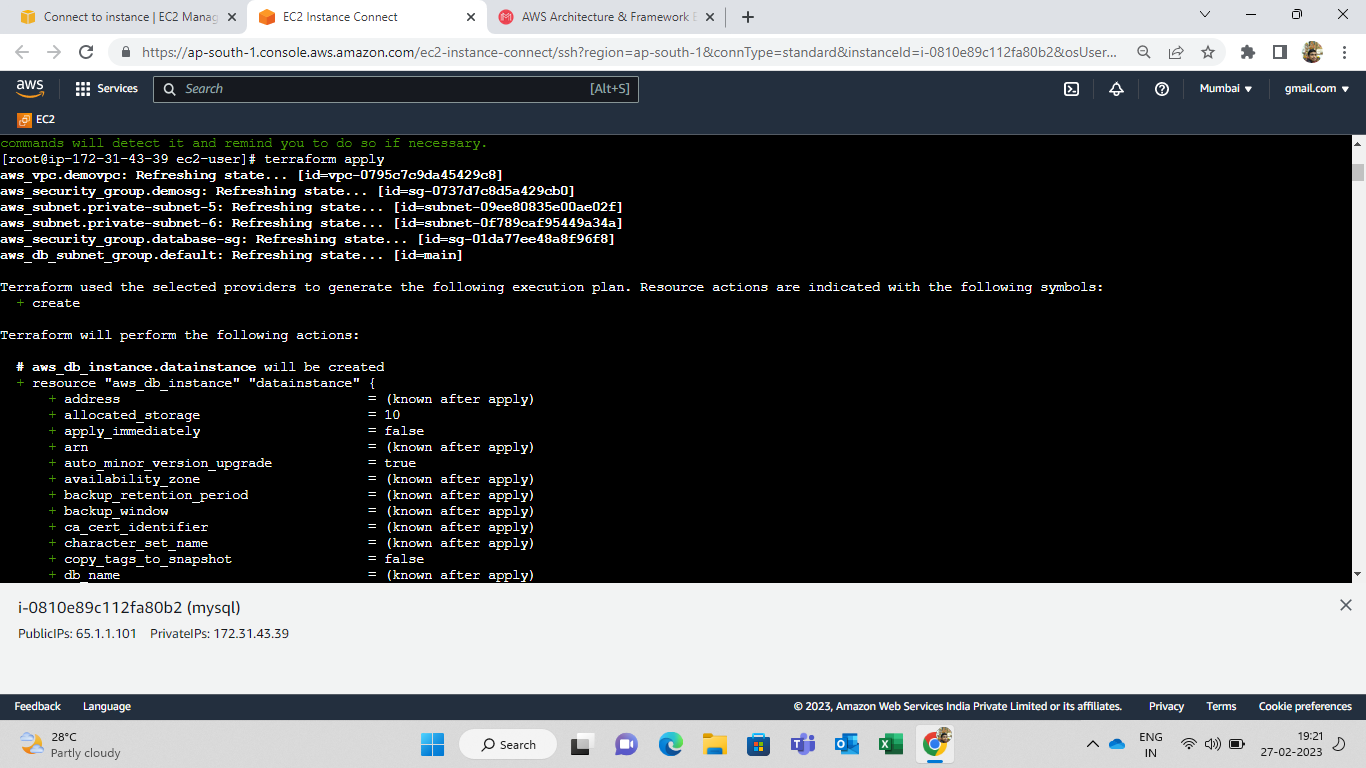 Connect to instance | EC2 Manag
EC2 Instance Connect
AWS Architecture & Framework E
https://ap-south-1.console.aws.amazon.com/ec2-instance-connect/ssh?region=ap-south-1&connType=standard&instanceId=i-0810e89c112fa80b2&osUser...
aws
Services
Search
[Alt+S]
Mumbai
gmail.com
EC2
commands will detect it and remind you to do so if necessary.
[root@ip-172-31-43-39 ec2-user]# terraform apply
aws_vpc.demovpc: Refreshing state... [id=vpc-0795c7c9da45429c8]
aws_security_group.demosg: Refreshing state... [id=sg-0737d7c8d5a429cb0]
aws_subnet.private-subnet-5: Refreshing state... [id=subnet-09ee80835e00ae02f]
aws_subnet.private-subnet-6: Refreshing state... [id=subnet-0f789caf95449a34a]
aws_security_group.database-sg: Refreshing state... [id=sg-01da77ee48a8f96f8]
aws_db_subnet_group.default: Refreshing state... [id=main]
Terraform used the selected providers to generate the following execution plan. Resource actions are indicated with the following symbols:
+ create
Terraform will perform the following actions:
# aws_db_instance.datainstance will be created
+ resource "aws_db_instance" "datainstance" {
+ address = (known after apply)
+ allocated_storage = 10
+ apply_immediately = false
+ arn = (known after apply)
+ auto_minor_version_upgrade = true
+ availability_zone = (known after apply)
+ backup_retention_period = (known after apply)
+ backup_window = (known after apply)
+ ca_cert_identifier = (known after apply)
+ character_set_name = (known after apply)
+ copy_tags_to_snapshot = false
+ db_name = (known after apply)
i-0810e89c112fa80b2 (mysql)
PublicIPs: 65.1.1.101 PrivateIPs: 172.31.43.39
Feedback
Language
© 2023, Amazon Web Services India Private Limited or its affiliates.
Privacy
Terms
Cookie preferences
28°C
Partly cloudy
Search
ENG
IN
19:21
27-02-2023